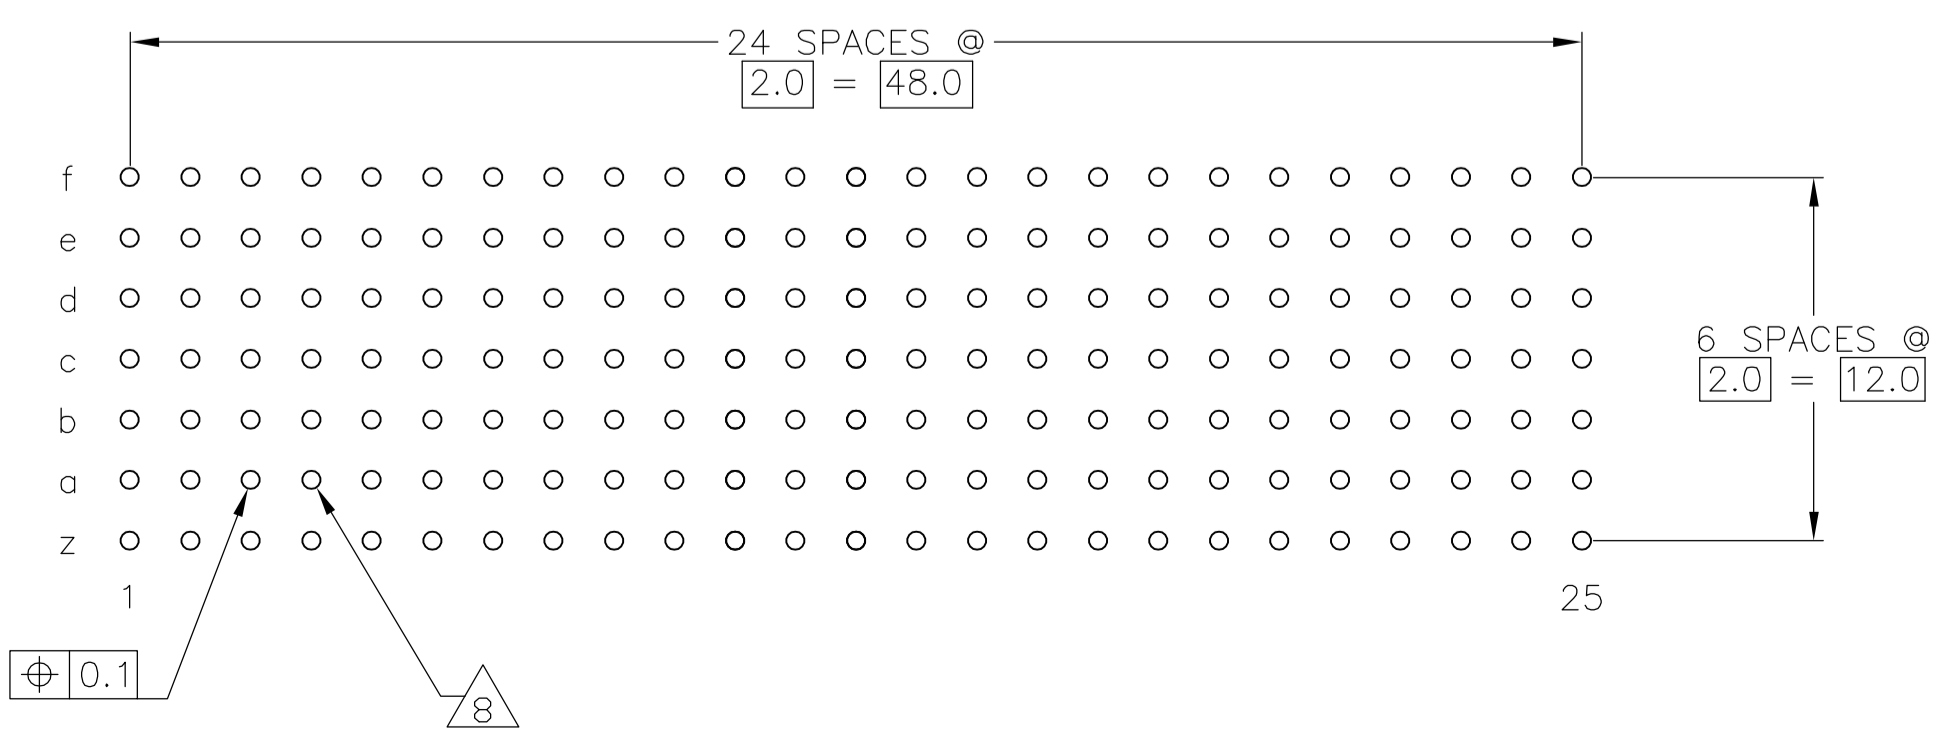 24 SPACES @
2.0 = 48.0
f
e
d
c
b
a
z
6 SPACES @
2.0 = 12.0
1
25
⌖ 0.1
8